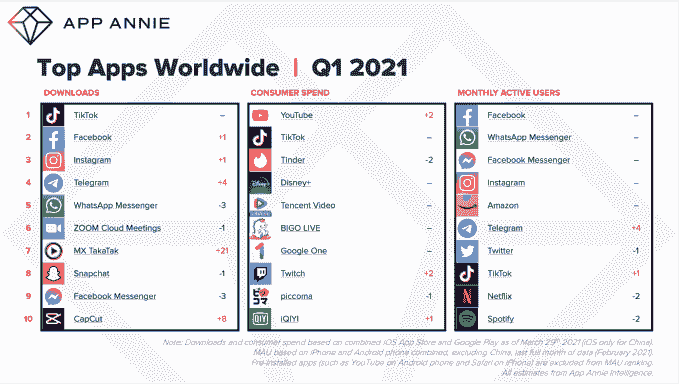 APP ANNIE
Top Apps Worldwide | Q1 2021
DOWNLOADS
1 TikTok –
2 Facebook +1
3 Instagram +1
4 Telegram +4
5 WhatsApp Messenger -3
6 ZOOM Cloud Meetings -1
7 MX TakaTak +21
8 Snapchat -1
9 Facebook Messenger -3
10 CapCut +8
CONSUMER SPEND
YouTube +2
TikTok –
Tinder -2
Disney+ –
Tencent Video –
BIGO LIVE –
Google One –
Twitch +2
ピッコマ piccoma -1
QIY iQIYI +1
MONTHLY ACTIVE USERS
Facebook –
WhatsApp Messenger –
Facebook Messenger –
Instagram –
Amazon –
Telegram +4
Twitter -1
TikTok +1
Netflix -2
Spotify -2
Note: Downloads and consumer spend based on combined iOS App Store and Google Play as of March 29th 2021 (iOS only for China).
MAU based on iPhone and Android phone combined, excluding China, last full month of data (February 2021).
Pre-installed apps (such as YouTube on Android phone and Safari on iPhone) are excluded from MAU ranking.
All estimates from App Annie Intelligence.